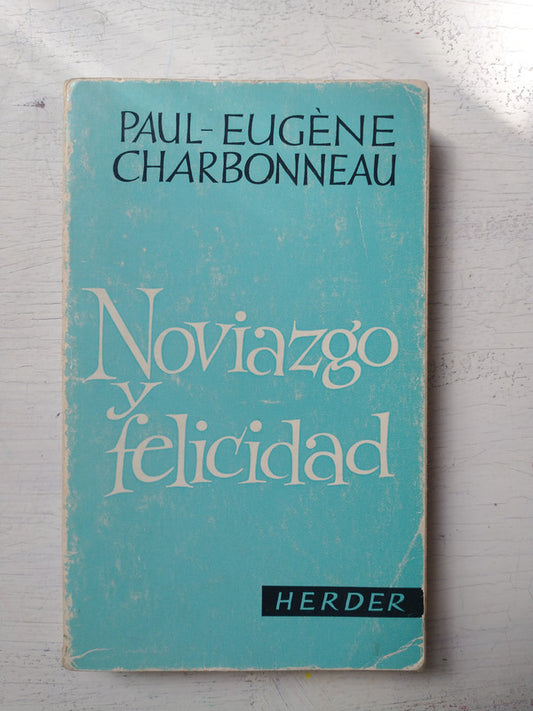 PAUL-EUGÈNE
CHARBONNEAU
Noviazgo
y
felicidad
HERDER